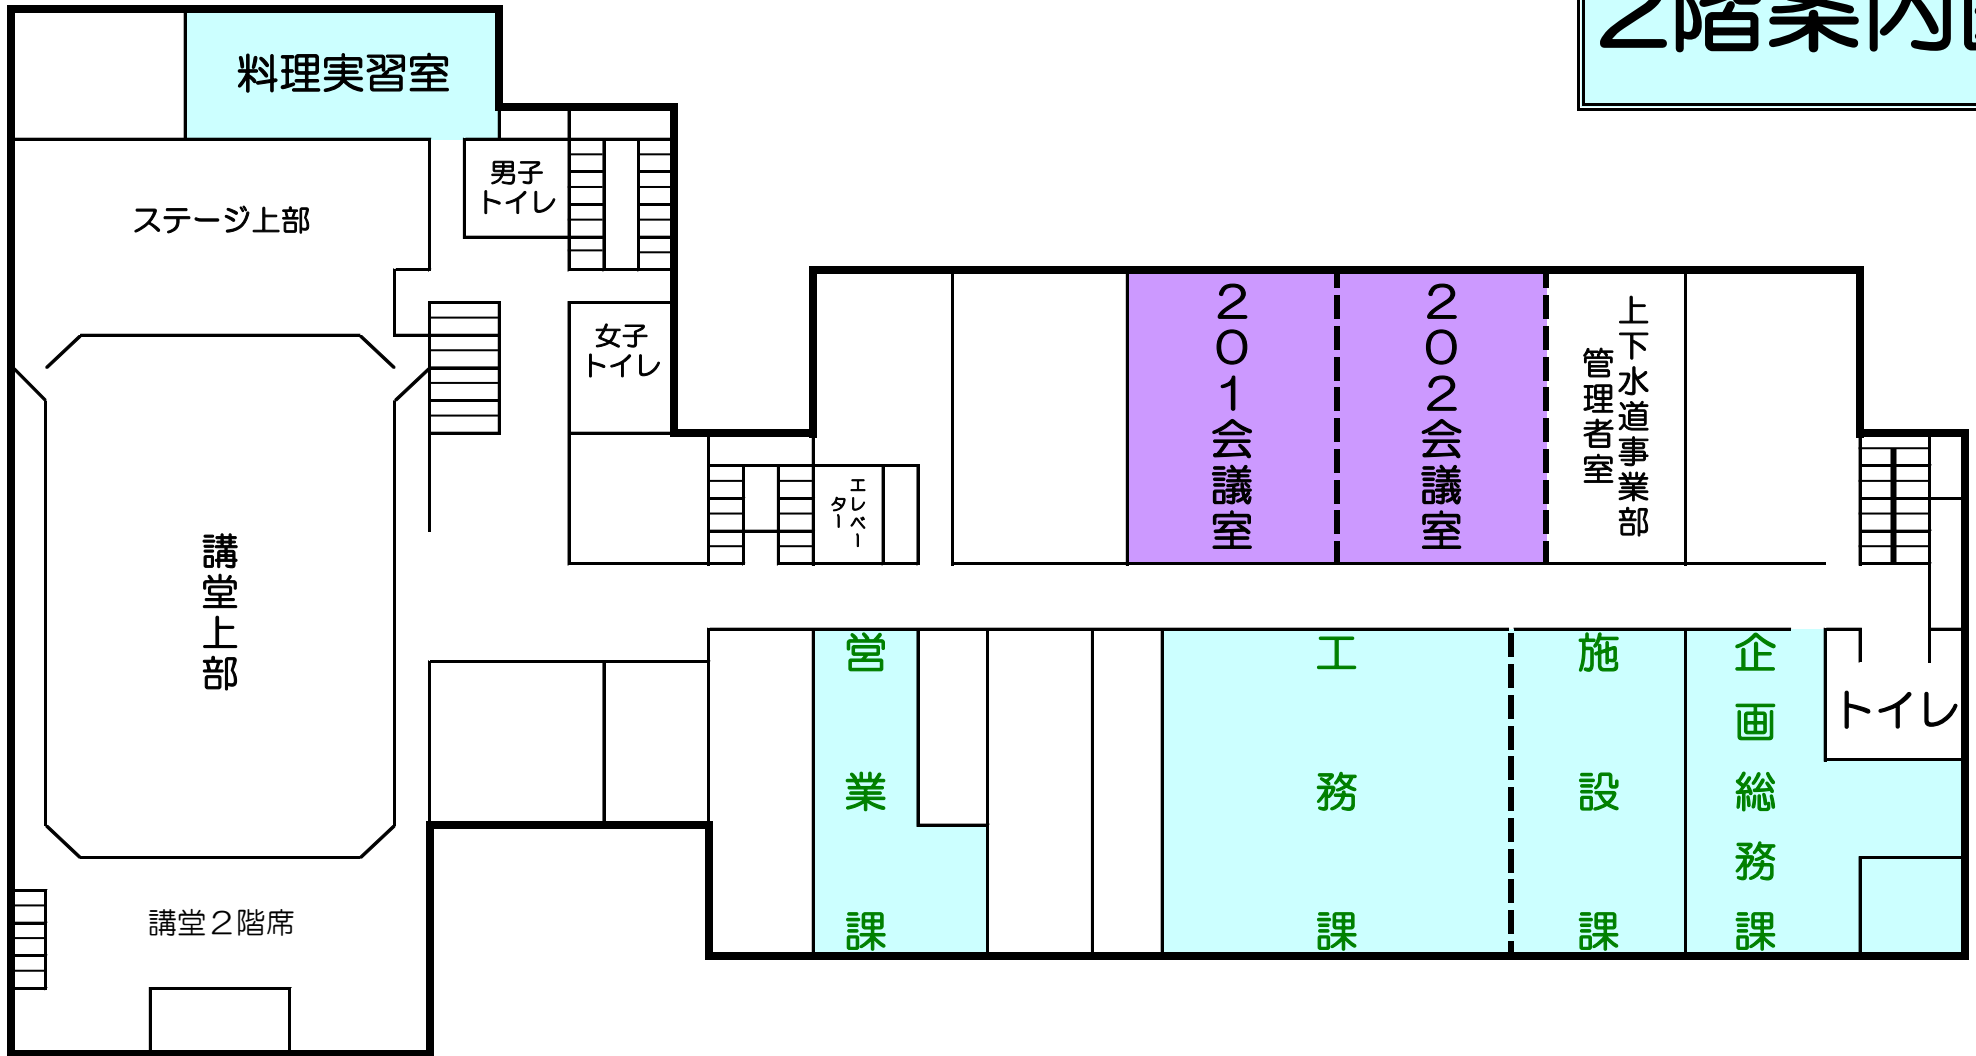 2階案内
料理実習室
男子
トイレ
ステージ上部
女子
トイレ
エレベー
ター
２０１会議室
２０２会議室
上下水道事業部
管理者室
講堂上部
講堂２階席
営業課
工務課
施設課
企画総務課
トイレ